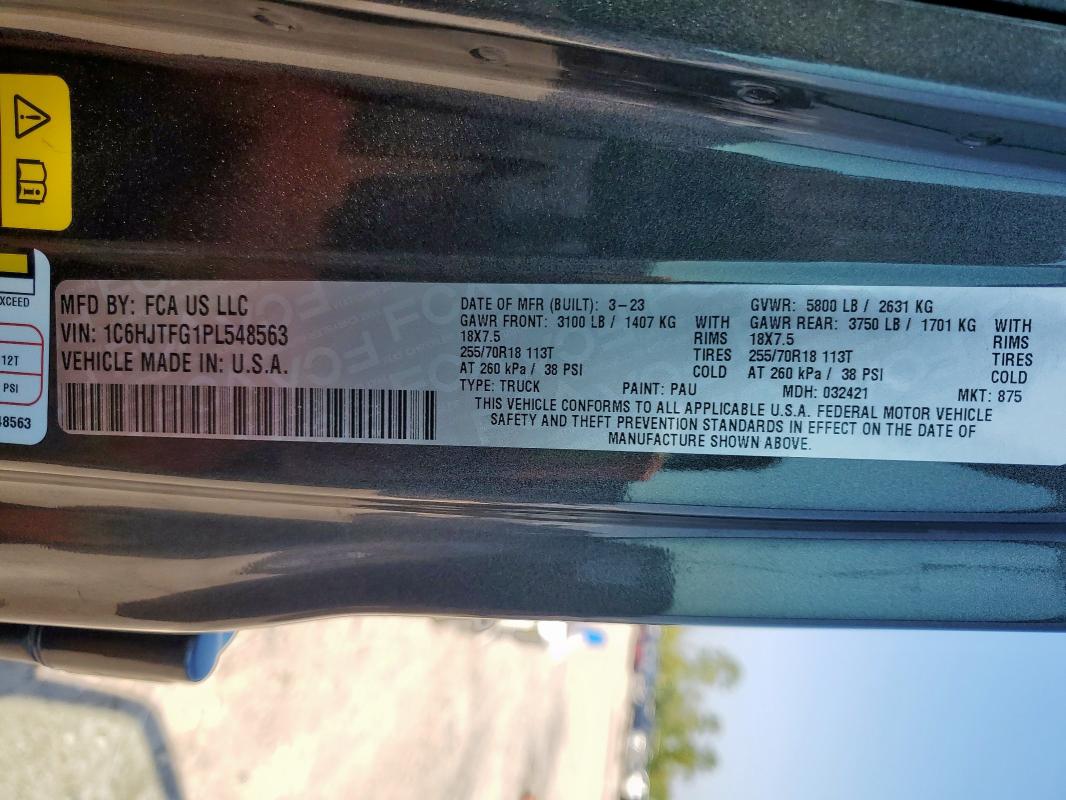 EXCEED
12T
PSI
48563
MFD BY: FCA US LLC
VIN: 1C6HJTFG1PL548563
VEHICLE MADE IN: U.S.A.
DATE OF MFR (BUILT): 3-23 GVWR: 5800 LB / 2631 KG
GAWR FRONT: 3100 LB / 1407 KG WITH GAWR REAR: 3750 LB / 1701 KG WITH
18X7.5 RIMS 18X7.5 RIMS
255/70R18 113T TIRES 255/70R18 113T TIRES
AT 260 kPa / 38 PSI COLD AT 260 kPa / 38 PSI COLD
TYPE: TRUCK PAINT: PAU MDH: 032421 MKT: 875
THIS VEHICLE CONFORMS TO ALL APPLICABLE U.S.A. FEDERAL MOTOR VEHICLE
SAFETY AND THEFT PREVENTION STANDARDS IN EFFECT ON THE DATE OF
MANUFACTURE SHOWN ABOVE.